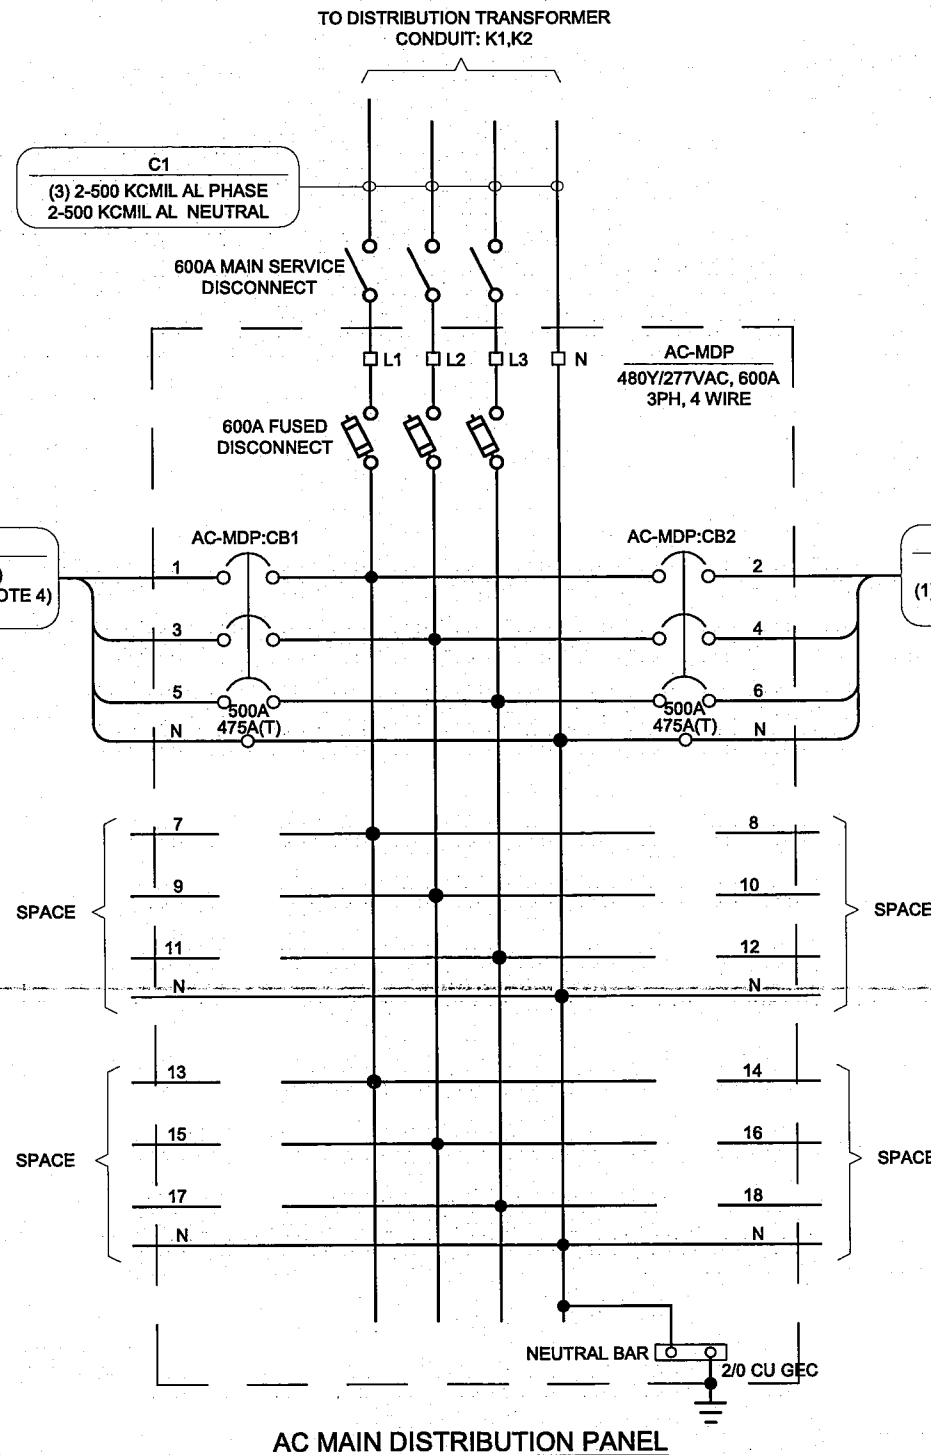 TO DISTRIBUTION TRANSFORMER
CONDUIT: K1,K2
C1
(3) 2-500 KCMIL AL PHASE
2-500 KCMIL AL NEUTRAL
600A MAIN SERVICE
DISCONNECT
L1 L2 L3 N
AC-MDP
480Y/277VAC, 600A
3PH, 4 WIRE
600A FUSED
DISCONNECT
AC-MDP:CB1
AC-MDP:CB2
1 2
OTE 4)
(1)
3 4
5 6
500A
475A(T)
500A
475A(T)
N N
7 8
9 10
SPACE SPACE
11 12
N N
13 14
15 16
SPACE SPACE
17 18
N N
NEUTRAL BAR
2/0 CU GEC
AC MAIN DISTRIBUTION PANEL